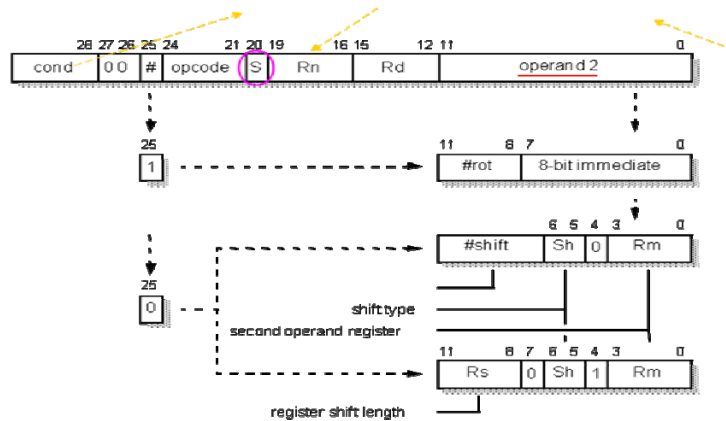 28 27 26 25 24 21 20 19 16 15 12 11 0
cond 00 # opcode S Rn Rd operand 2
25
1
11 8 7 0
#rot 8-bit immediate
6 5 4 3 0
#shift Sh 0 Rm
25
0
shift type
second operand register
11 8 7 6 5 4 3 0
Rs 0 Sh 1 Rm
register shift length